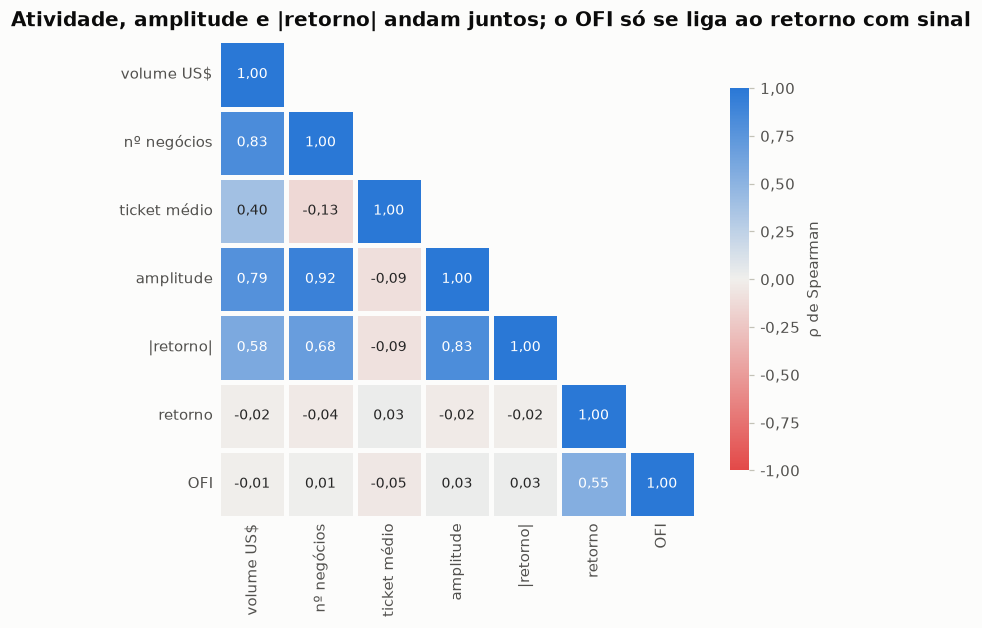 Atividade, amplitude e |retorno| andam juntos; o OFI só se liga ao retorno com sinal
volume US$ 1,00
nº negócios 0,83 1,00
ticket médio 0,40 -0,13 1,00
amplitude 0,79 0,92 -0,09 1,00
|retorno| 0,58 0,68 -0,09 0,83 1,00
retorno -0,02 -0,04 0,03 -0,02 -0,02 1,00
OFI -0,01 0,01 -0,05 0,03 0,03 0,55 1,00
volume US$
nº negócios
ticket médio
amplitude
|retorno|
retorno
OFI
1,00
0,75
0,50
0,25
0,00
-0,25
-0,50
-0,75
-1,00
ρ de Spearman